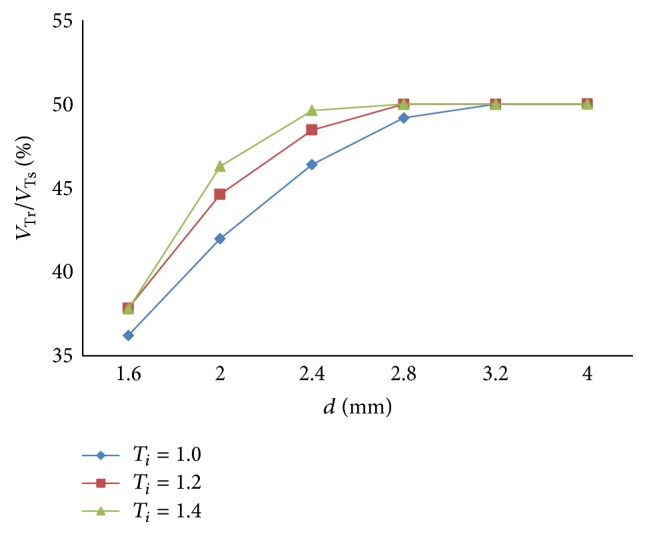 55
50
45
40
35
V_Tr/V_Ts (%)
1.6 2 2.4 2.8 3.2 4
d (mm)
T_i = 1.0
T_i = 1.2
T_i = 1.4